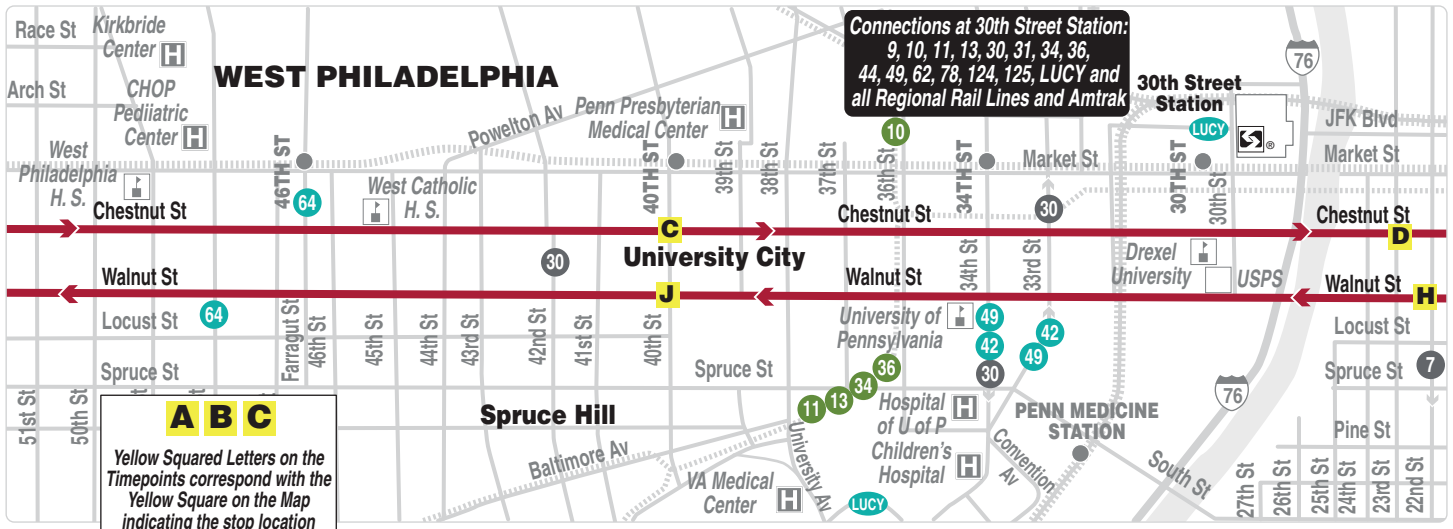 Race St
Kirkbride
Center H
Arch St
CHOP
Pediiatric
Center H
WEST PHILADELPHIA
Powelton Av
Penn Presbyterian
Medical Center H
Connections at 30th Street Station:
9, 10, 11, 13, 30, 31, 34, 36,
44, 49, 62, 78, 124, 125, LUCY and
all Regional Rail Lines and Amtrak
10
30th Street
Station
LUCY
S ®
76
JFK Blvd
Market St
Market St
West
Philadelphia
H. S.
46TH ST
64
West Catholic
H. S.
40TH ST
39th St
38th St
37th St
36th St
34TH ST
30
30TH ST
30th St
Chestnut St
C
Chestnut St
Chestnut St
D
30
University City
34th St
33rd St
Drexel
University
USPS
Walnut St
J
Walnut St
Walnut St
H
Locust St
64
Farragut St
46th St
45th St
44th St
43rd St
42nd St
41st St
40th St
University of
Pennsylvania
49
42
30
42
49
Locust St
7
Spruce St
Spruce St
Spruce St
51st St
50th St
36
34
13
11
Spruce Hill
Baltimore Av
University Av
Hospital
of U of P H
Children's
Hospital H
Convention
Av
PENN MEDICINE
STATION
76
South St
Pine St
27th St
26th St
25th St
24th St
23rd St
22nd St
VA Medical
Center H
LUCY
A B C
Yellow Squared Letters on the
Timepoints correspond with the
Yellow Square on the Map
indicating the stop location